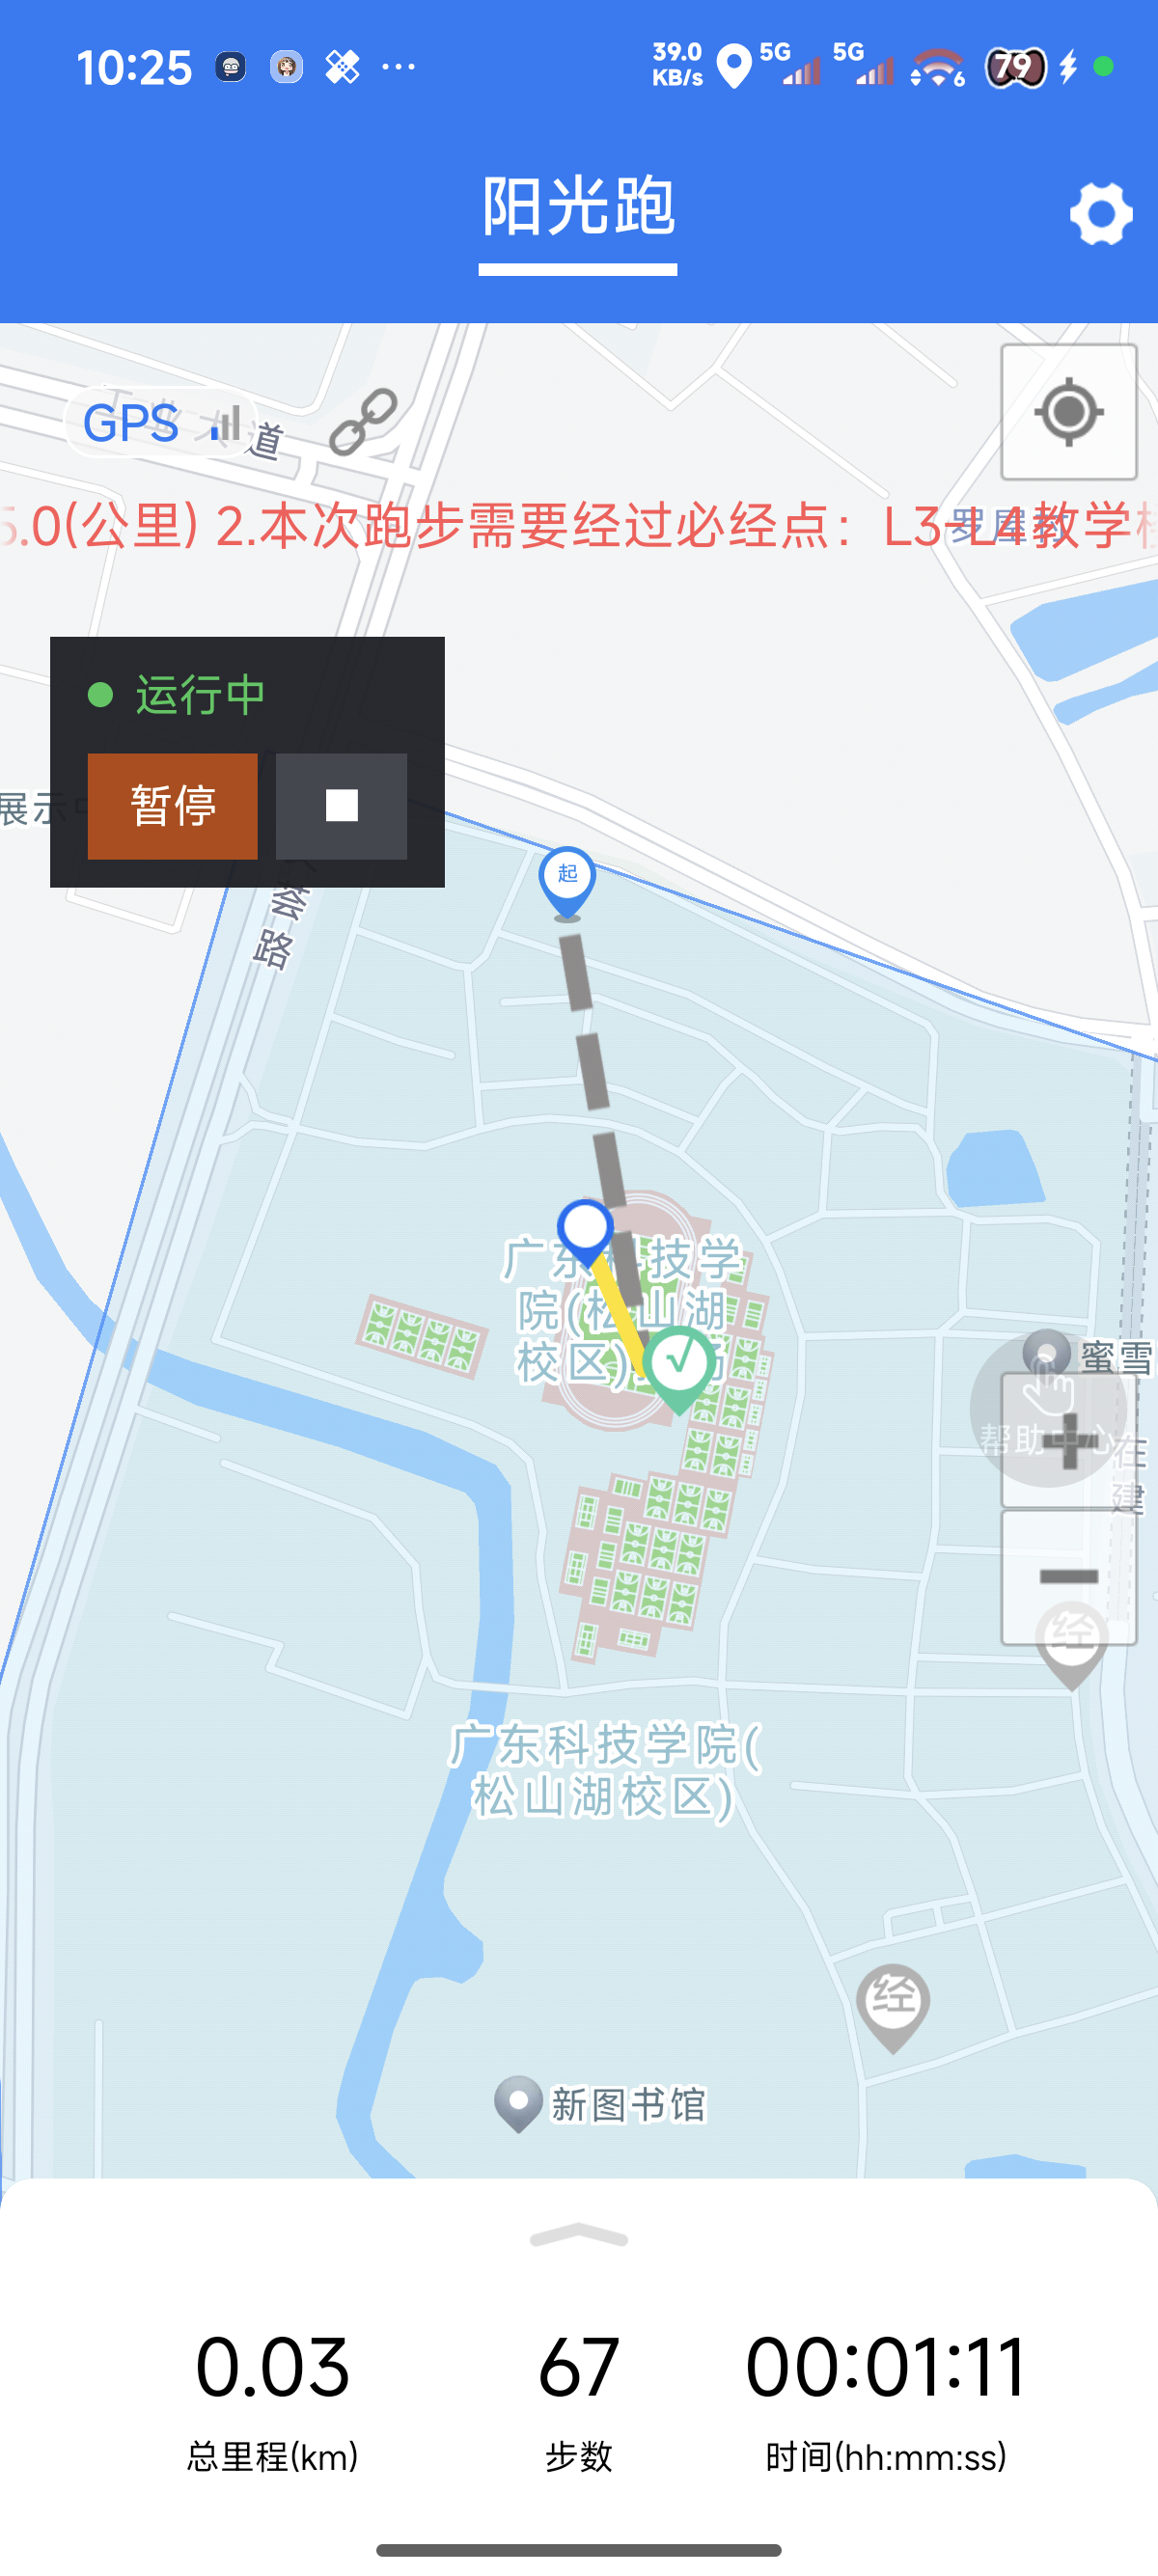 10:25
39.0
KB/s
5G
5G
6
79
阳光跑
GPS
道
5.0(公里) 2.本次跑步需要经过必经点：L3-L4教学
运行中
暂停
展示
荟
路
起
广东科技学
院(松山湖
校区)
蜜雪
帮助中心
在
建
经
广东科技学院(
松山湖校区)
经
新图书馆
0.03
67
00:01:11
总里程(km)
步数
时间(hh:mm:ss)